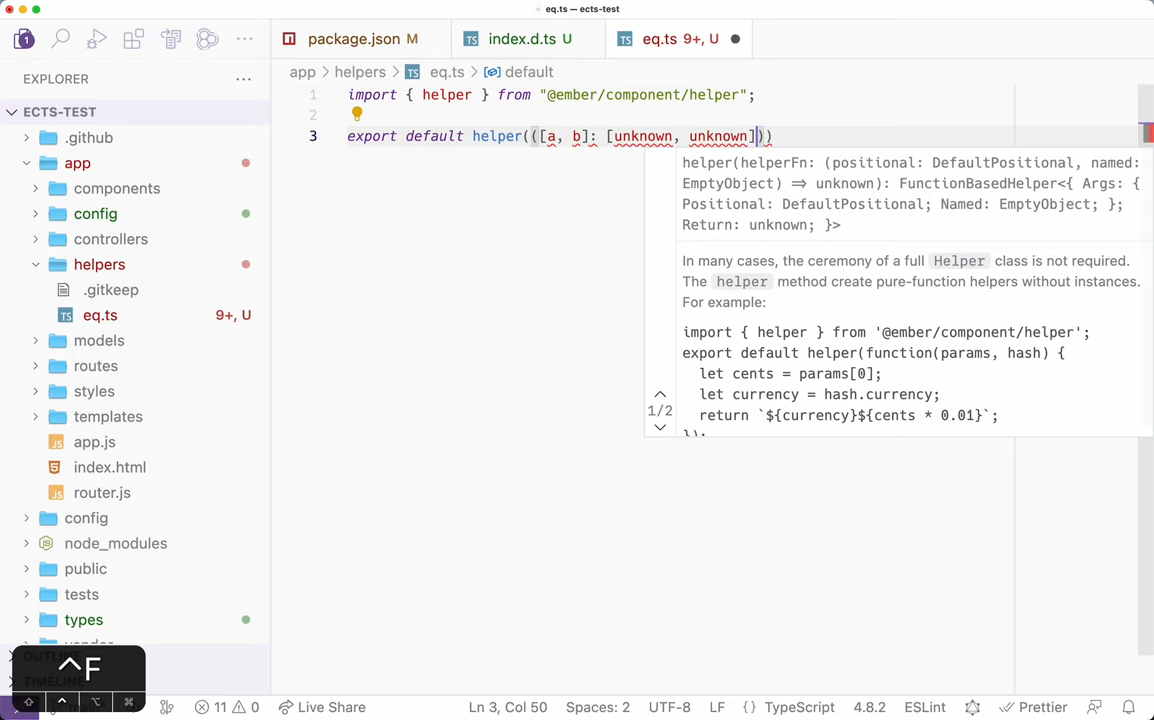 eq.ts — ects-test
1
package.json M
index.d.ts U
eq.ts 9+, U
EXPLORER
app > helpers > TS eq.ts > default
ECTS-TEST
.github
app
components
config
controllers
helpers
.gitkeep
TS eq.ts 9+, U
models
routes
styles
templates
JS app.js
index.html
JS router.js
config
node_modules
public
tests
types
OUTLINE
TIMELINE
1 import { helper } from "@ember/component/helper";
2
3 export default helper(([a, b]: [unknown, unknown]))
helper(helperFn: (positional: DefaultPositional, named:
EmptyObject) => unknown): FunctionBasedHelper<{ Args: {
Positional: DefaultPositional; Named: EmptyObject; };
Return: unknown; }>
In many cases, the ceremony of a full Helper class is not required.
The helper method create pure-function helpers without instances.
For example:
import { helper } from '@ember/component/helper';
export default helper(function(params, hash) {
let cents = params[0];
let currency = hash.currency;
return `${currency}${cents * 0.01}`;
});
1/2
^F
⇧ ^ ⌥ ⌘
11 0 Live Share Ln 3, Col 50 Spaces: 2 UTF-8 LF {} TypeScript 4.8.2 ESLint Prettier